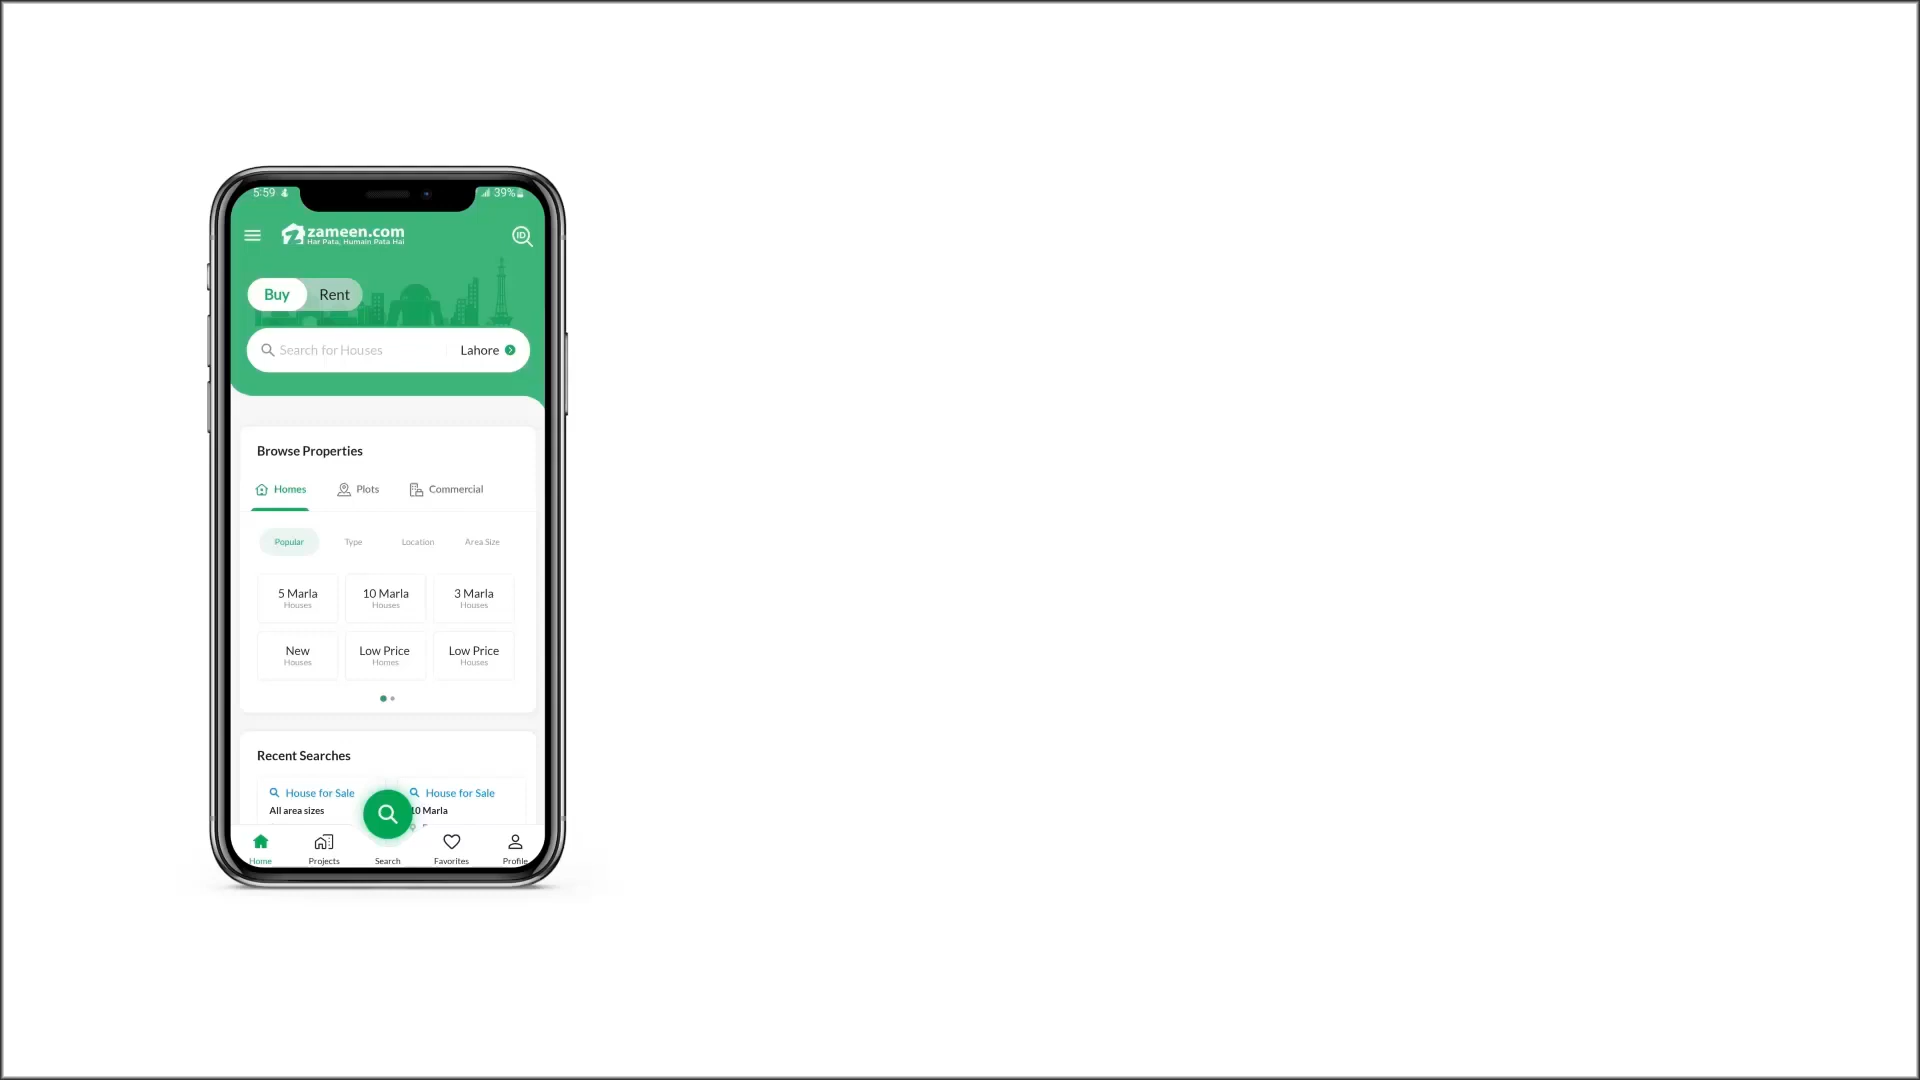 5:59 39%
zameen.com
Har Pata, Humain Pata Hai
ID
Buy Rent
Search for Houses Lahore
Browse Properties
Homes Plots Commercial
Popular Type Location Area Size
5 Marla 10 Marla 3 Marla
Houses Houses Houses
New Low Price Low Price
Houses Homes Houses
Recent Searches
House for Sale House for Sale
All area sizes 10 Marla
Home Projects Search Favorites Profile